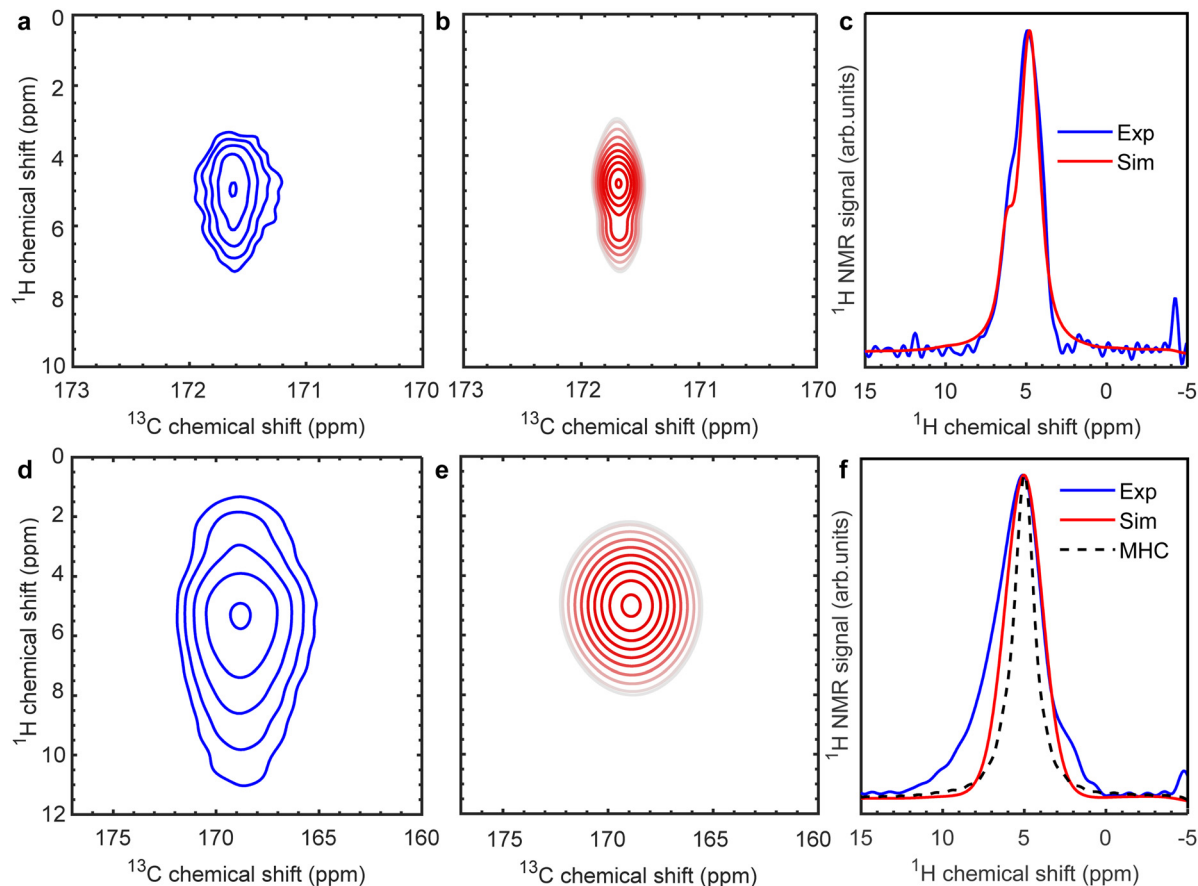 a
b
c
0
2
4
6
8
10
173
172
171
170
173
172
171
170
15
10
5
0
-5
1H chemical shift (ppm)
13C chemical shift (ppm)
13C chemical shift (ppm)
1H NMR signal (arb.units)
Exp
Sim
1H chemical shift (ppm)
d
e
f
0
2
4
6
8
10
12
175
170
165
160
175
170
165
160
15
10
5
0
-5
1H chemical shift (ppm)
13C chemical shift (ppm)
13C chemical shift (ppm)
1H NMR signal (arb.units)
Exp
Sim
MHC
1H chemical shift (ppm)